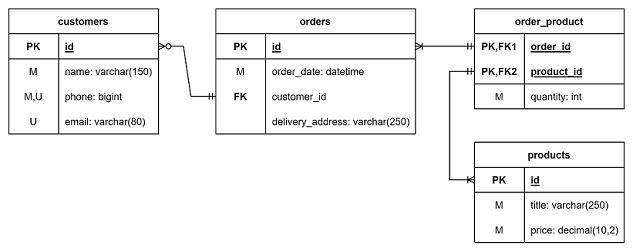 customers
PK id
M name: varchar(150)
M,U phone: bigint
U email: varchar(80)
orders
PK id
M order_date: datetime
FK customer_id
delivery_address: varchar(250)
order_product
PK,FK1 order_id
PK,FK2 product_id
M quantity: int
products
PK id
M title: varchar(250)
M price: decimal(10,2)